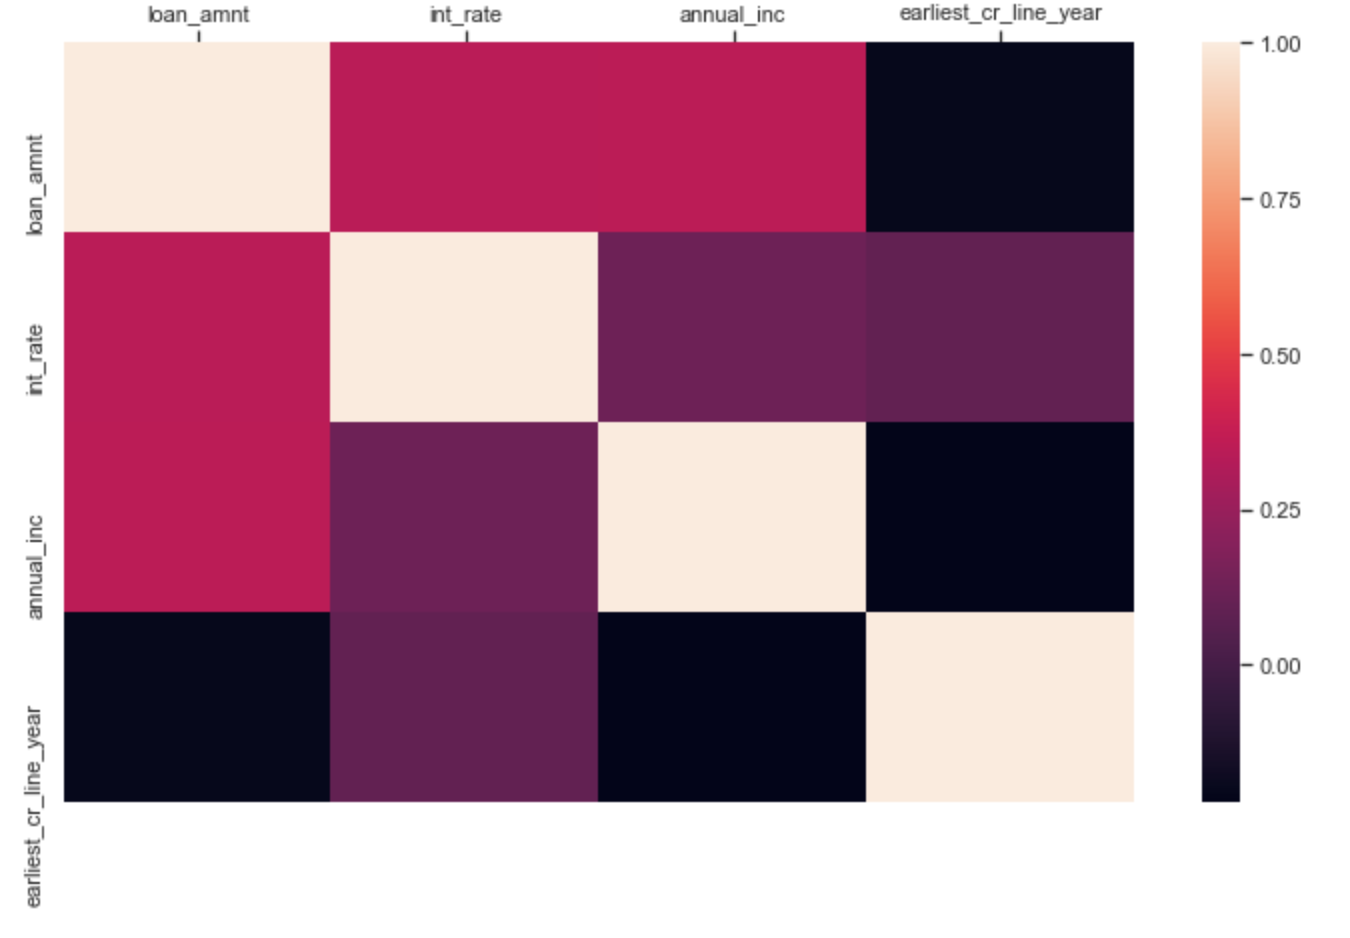 loan_amnt int_rate annual_inc earliest_cr_line_year
loan_amnt
int_rate
annual_inc
earliest_cr_line_year
1.00
0.75
0.50
0.25
0.00